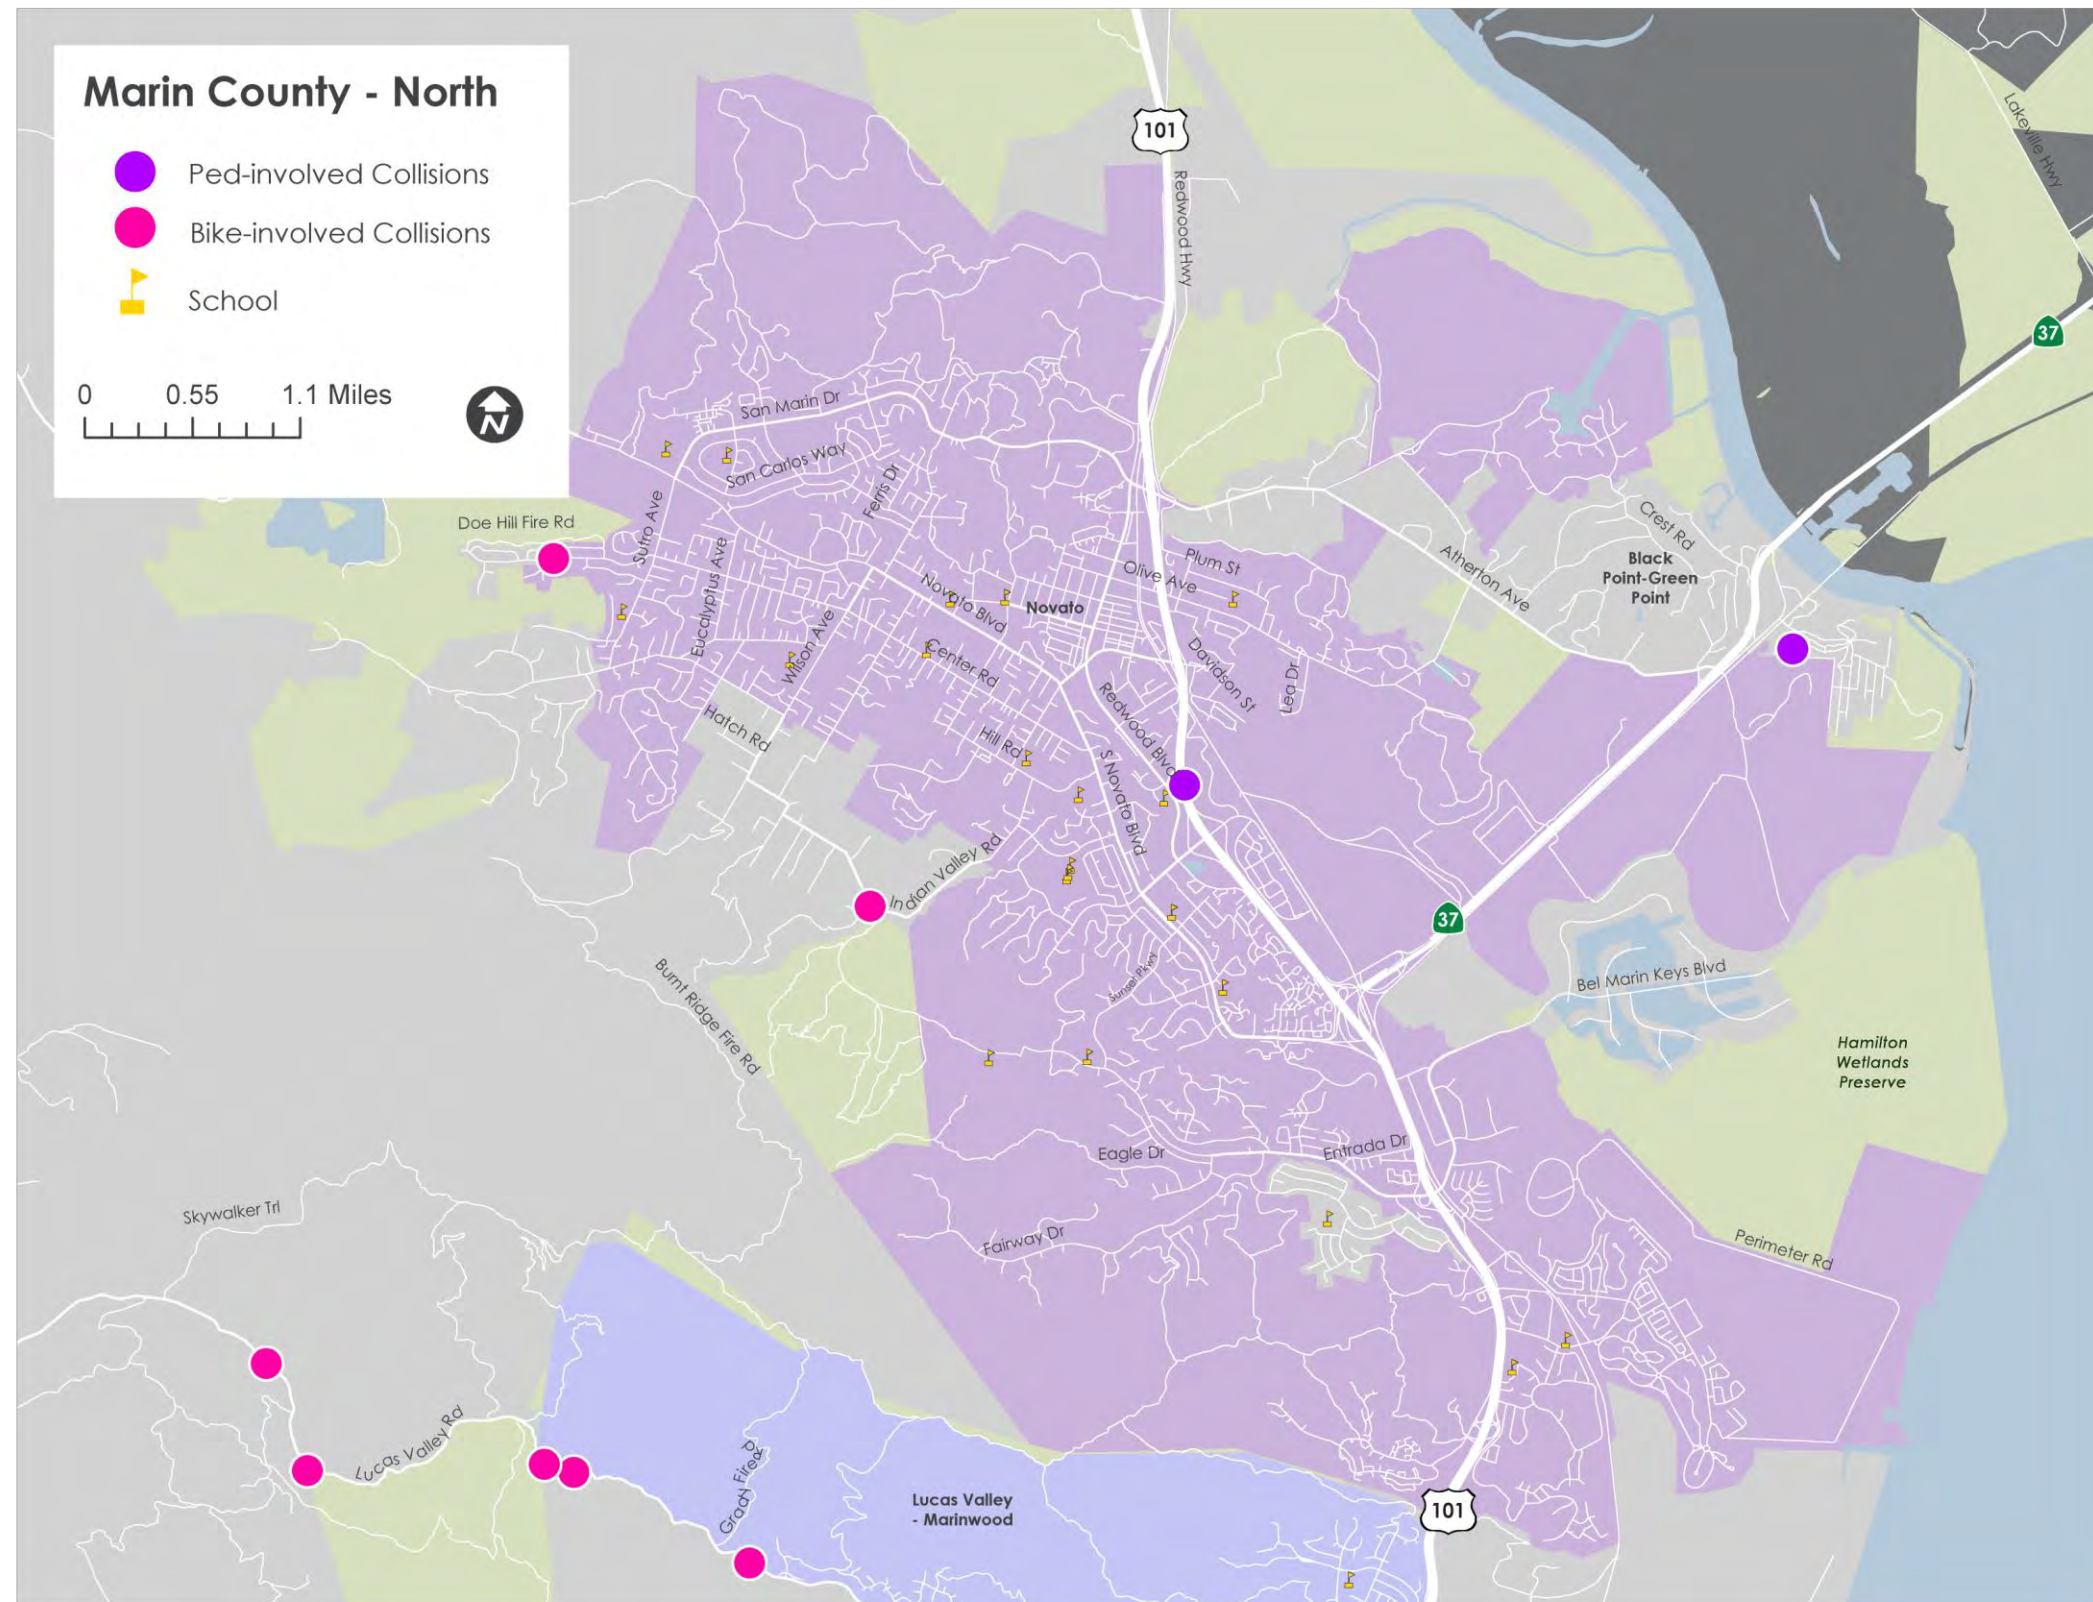 Marin County - North
Ped-involved Collisions
Bike-involved Collisions
School
0 0.55 1.1 Miles
N
101
Redwood Hwy
Lakeville Hwy
37
San Marin Dr
San Carlos Way
Ferris Dr
Doe Hill Fire Rd
Sutro Ave
Eucalyptus Ave
Wilson Ave
Novato Blvd
Novato
Olive Ave
Plum St
Atherton Ave
Crest Rd
Black
Point-Green
Point
Center Rd
Davidson St
Lea Dr
Hatch Rd
Hill Rd
Redwood Blvd
S Novato Blvd
Indian Valley Rd
37
Burnt Ridge Fire Rd
Sunset Pkwy
Bel Marin Keys Blvd
Hamilton
Wetlands
Preserve
Eagle Dr
Entrada Dr
Skywalker Trl
Fairway Dr
Perimeter Rd
Lucas Valley Rd
Grady Fire Rd
Lucas Valley
- Marinwood
101